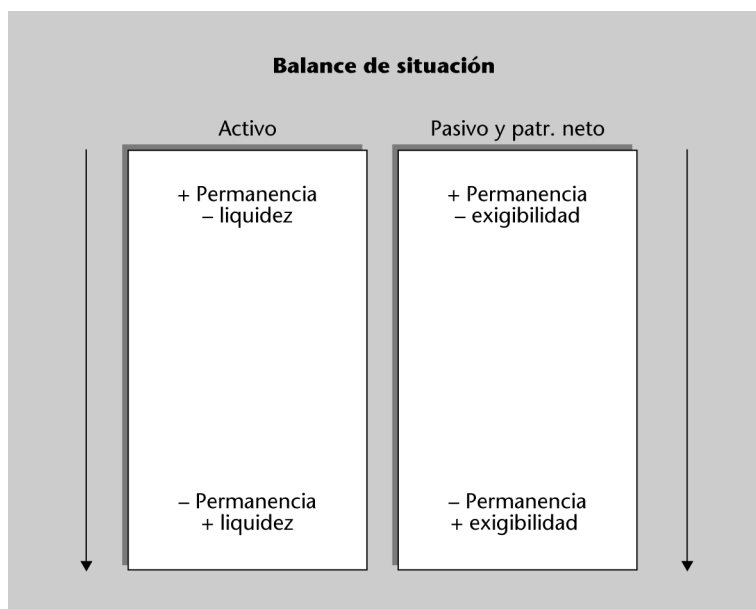 Balance de situación
Activo
Pasivo y patr. neto
+ Permanencia
– liquidez
+ Permanencia
– exigibilidad
– Permanencia
+ liquidez
– Permanencia
+ exigibilidad